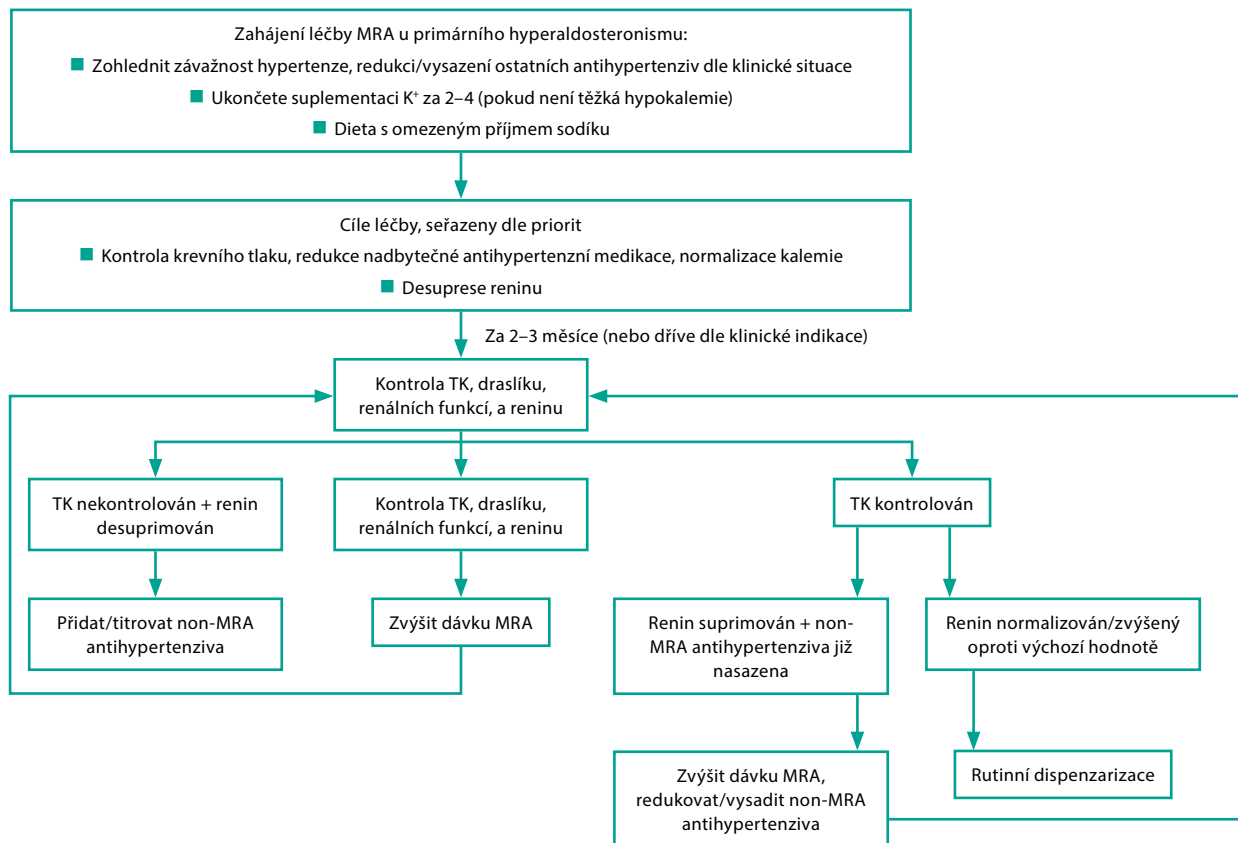 Zahájení léčby MRA u primárního hyperaldosteronismu:
■ Zohlednit závažnost hypertenze, redukci/vysazení ostatních antihypertenziv dle klinické situace
■ Ukončete suplementaci K⁺ za 2–4 (pokud není těžká hypokalemie)
■ Dieta s omezeným příjmem sodíku
Cíle léčby, seřazeny dle priorit
■ Kontrola krevního tlaku, redukce nadbytečné antihypertenzní medikace, normalizace kalemie
■ Desuprese reninu
Za 2–3 měsíce (nebo dříve dle klinické indikace)
Kontrola TK, draslíku,
renálních funkcí, a reninu
TK nekontrolován + renin
desuprimován
Kontrola TK, draslíku,
renálních funkcí, a reninu
TK kontrolován
Přidat/titrovat non-MRA
antihypertenziva
Zvýšit dávku MRA
Renin suprimován + non-
MRA antihypertenziva již
nasazena
Renin normalizován/zvýšený
oproti výchozí hodnotě
Zvýšit dávku MRA,
redukovat/vysadit non-MRA
antihypertenziva
Rutinní dispenzarizace